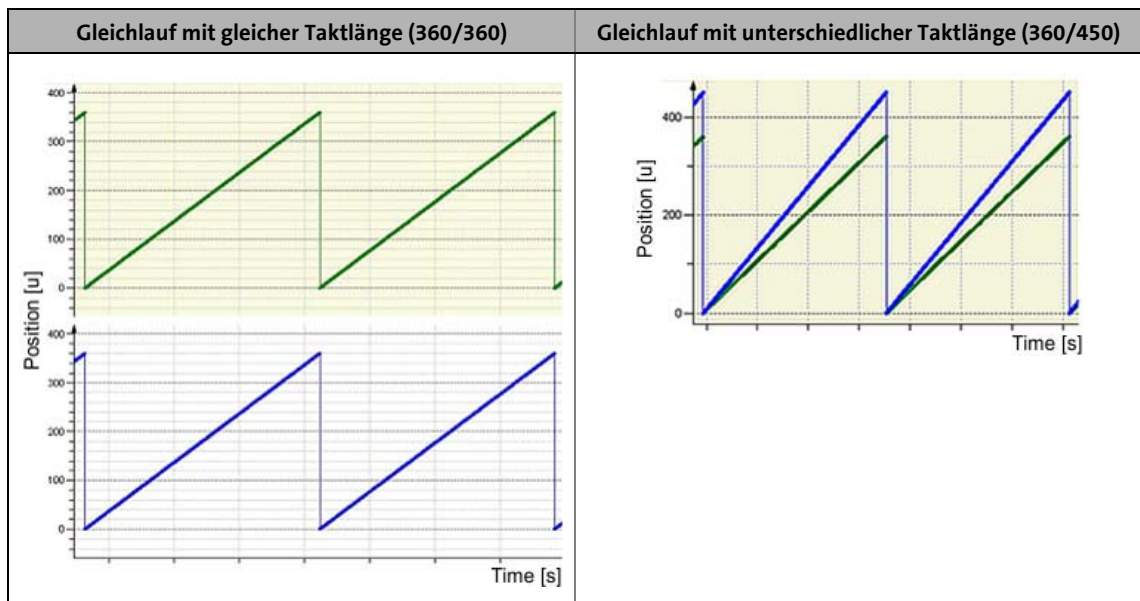 Gleichlauf mit gleicher Taktlänge (360/360)
Gleichlauf mit unterschiedlicher Taktlänge (360/450)
Position [u]
400
300
200
100
0
400
300
200
100
0
Time [s]
Position [u]
400
200
0
Time [s]